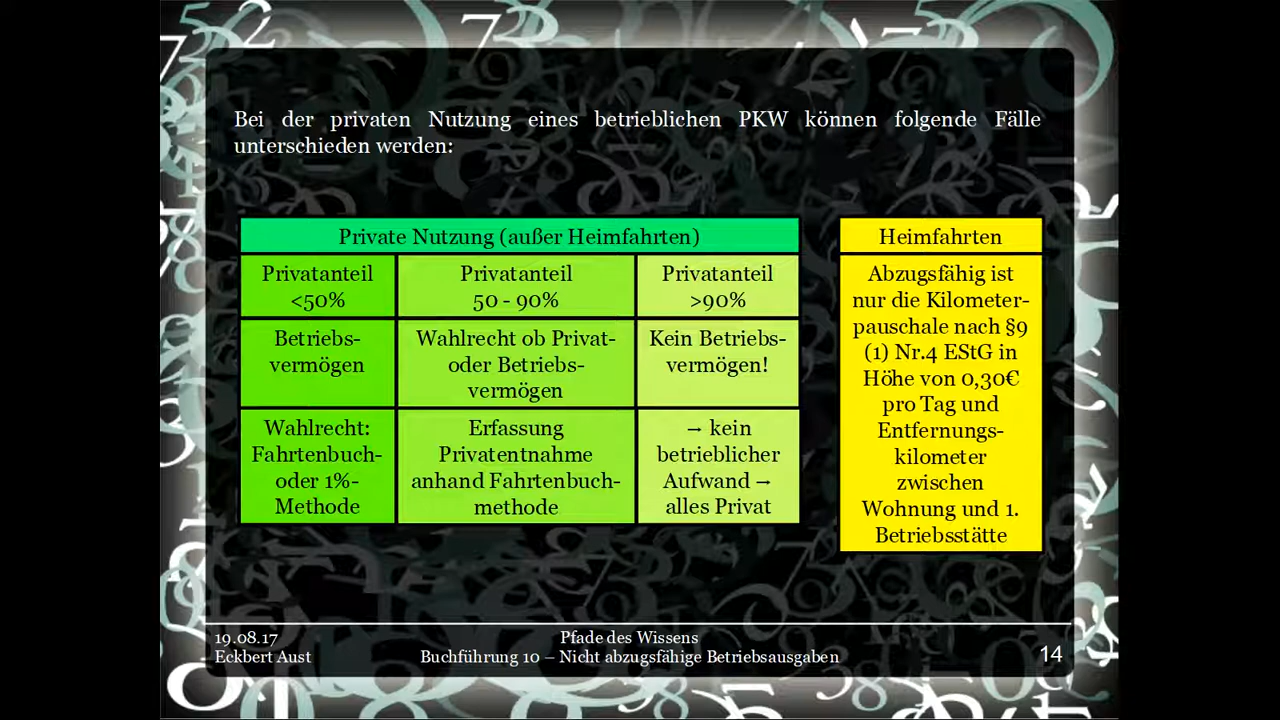 Bei der privaten Nutzung eines betrieblichen PKW können folgende Fälle
unterschieden werden:
Private Nutzung (außer Heimfahrten)
Privatanteil
<50%
Privatanteil
50 - 90%
Privatanteil
>90%
Betriebs-
vermögen
Wahlrecht ob Privat-
oder Betriebs-
vermögen
Kein Betriebs-
vermögen!
Wahlrecht:
Fahrtenbuch-
oder 1%-
Methode
Erfassung
Privatentnahme
anhand Fahrtenbuch-
methode
→ kein
betrieblicher
Aufwand →
alles Privat
Heimfahrten
Abzugsfähig ist
nur die Kilometer-
pauschale nach §9
(1) Nr.4 EStG in
Höhe von 0,30€
pro Tag und
Entfernungs-
kilometer
zwischen
Wohnung und 1.
Betriebsstätte
19.08.17
Eckbert Aust
Pfade des Wissens
Buchführung 10 – Nicht abzugsfähige Betriebsausgaben
14